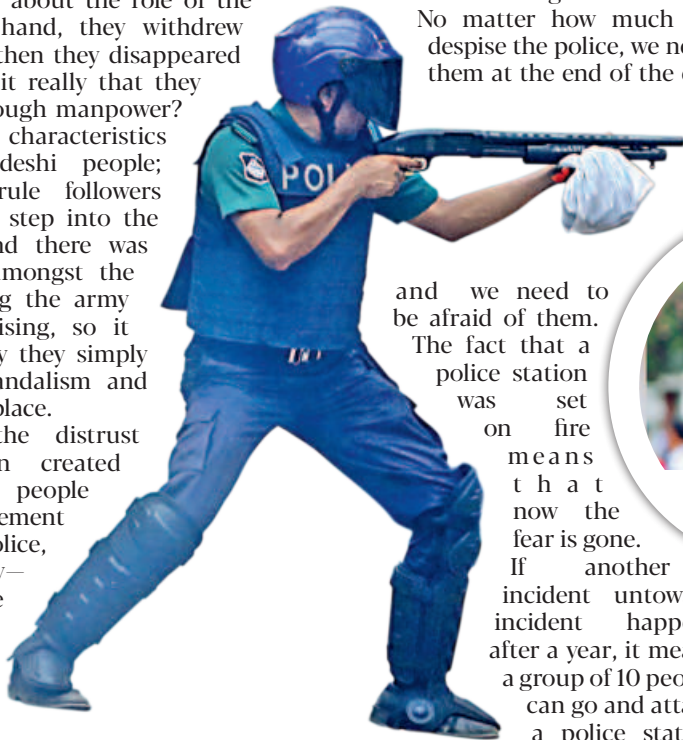 about the role of the
hand, they withdrew
then they disappeared
it really that they
ough manpower?
characteristics
deshi people;
rule followers
step into the
nd there was
mongst the
g the army
ising, so it
y they simply
andalism and
place.
the distrust
n created
people
ement
lice,
y—
e
POLI
No matter how much
despise the police, we ne
them at the end of the
and we need to
be afraid of them.
The fact that a
police station
was set
on fire
means
that
now the
fear is gone.
If another
incident untow
incident happe
after a year, it mea
a group of 10 peo
can go and atta
a police stat